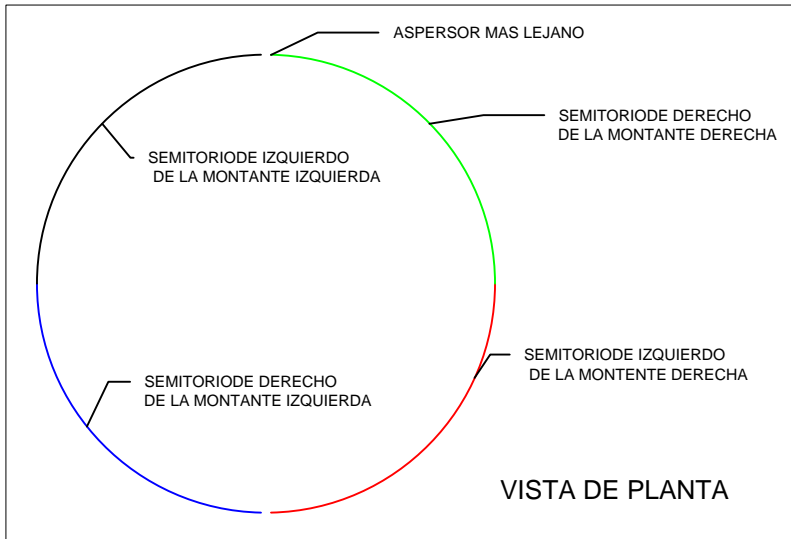 ASPERSOR MAS LEJANO
SEMITORIODE DERECHO
DE LA MONTANTE DERECHA
SEMITORIODE IZQUIERDO
DE LA MONTANTE IZQUIERDA
SEMITORIODE IZQUIERDO
DE LA MONTENTE DERECHA
SEMITORIODE DERECHO
DE LA MONTANTE IZQUIERDA
VISTA DE PLANTA